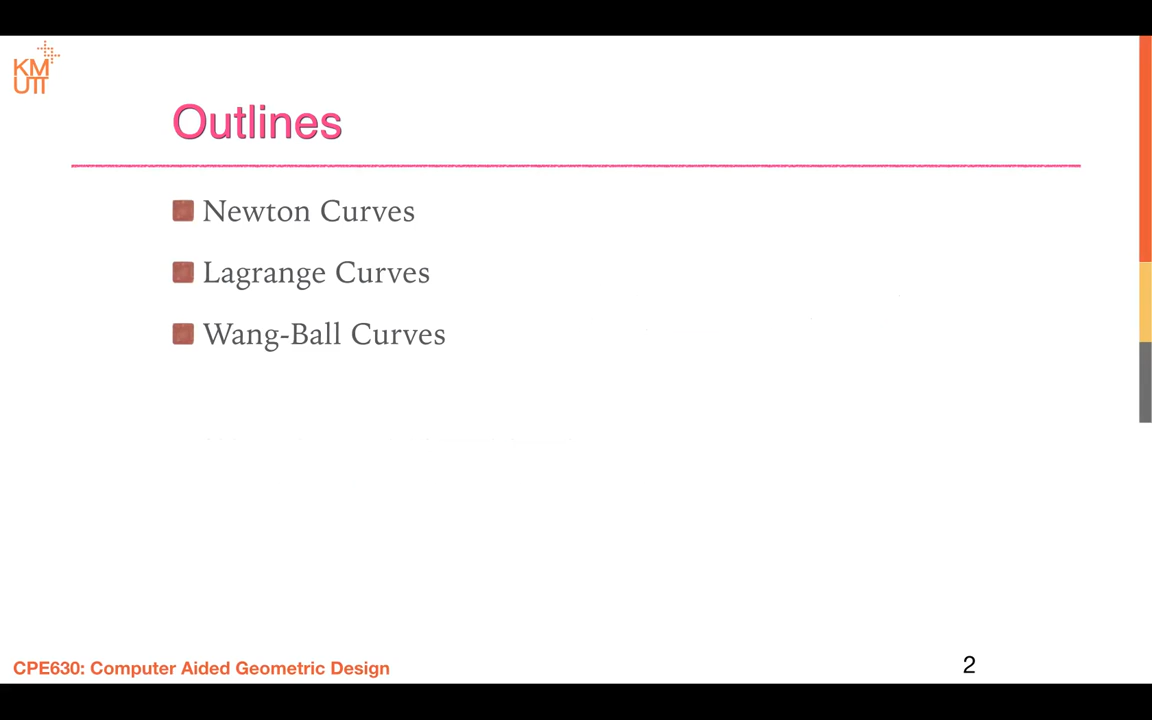 KM
UTT
Outlines
Newton Curves
Lagrange Curves
Wang-Ball Curves
CPE630: Computer Aided Geometric Design
2